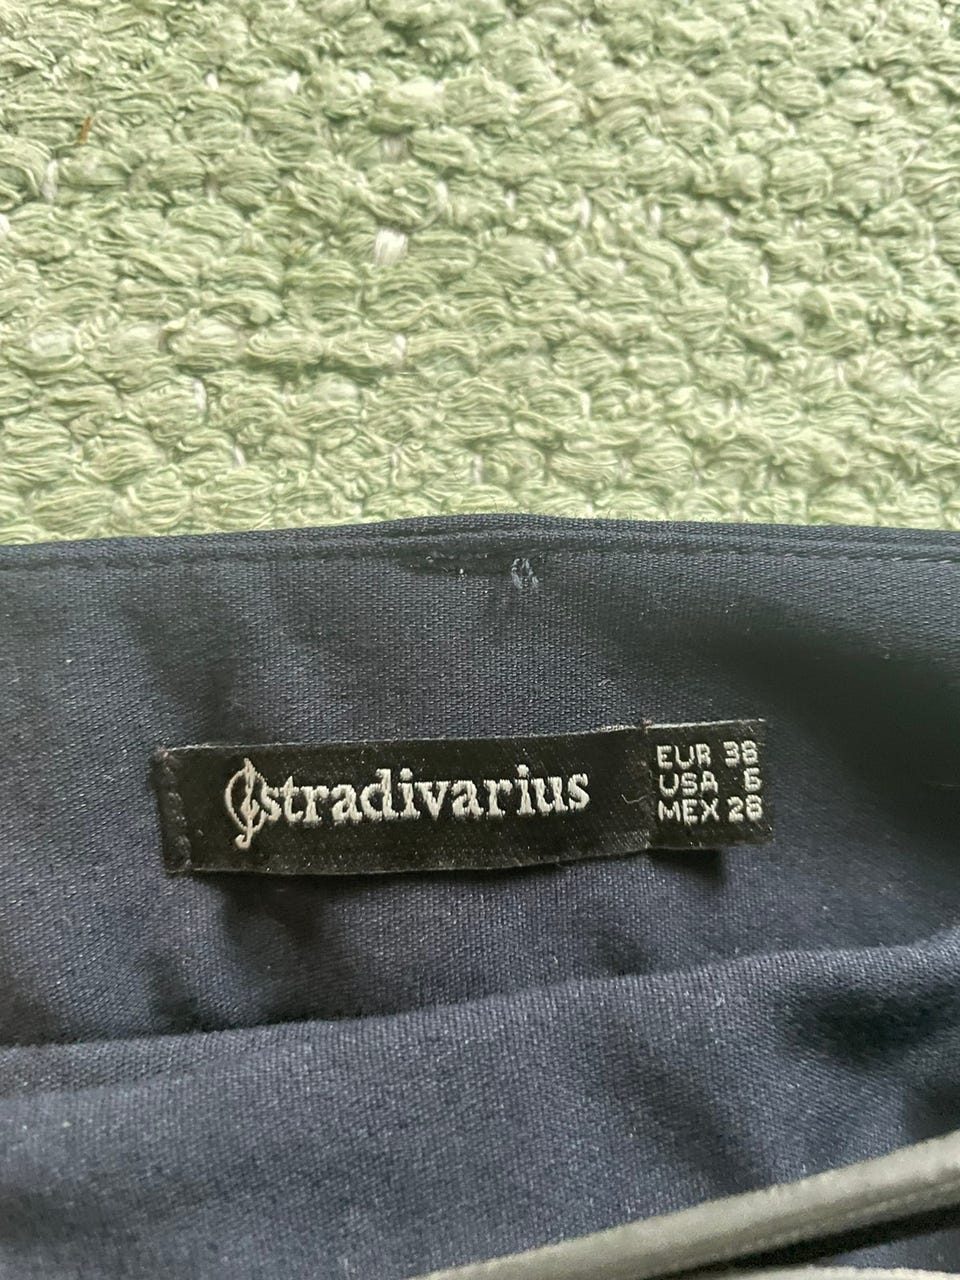 stradivarius
EUR 38
USA 6
MEX 28